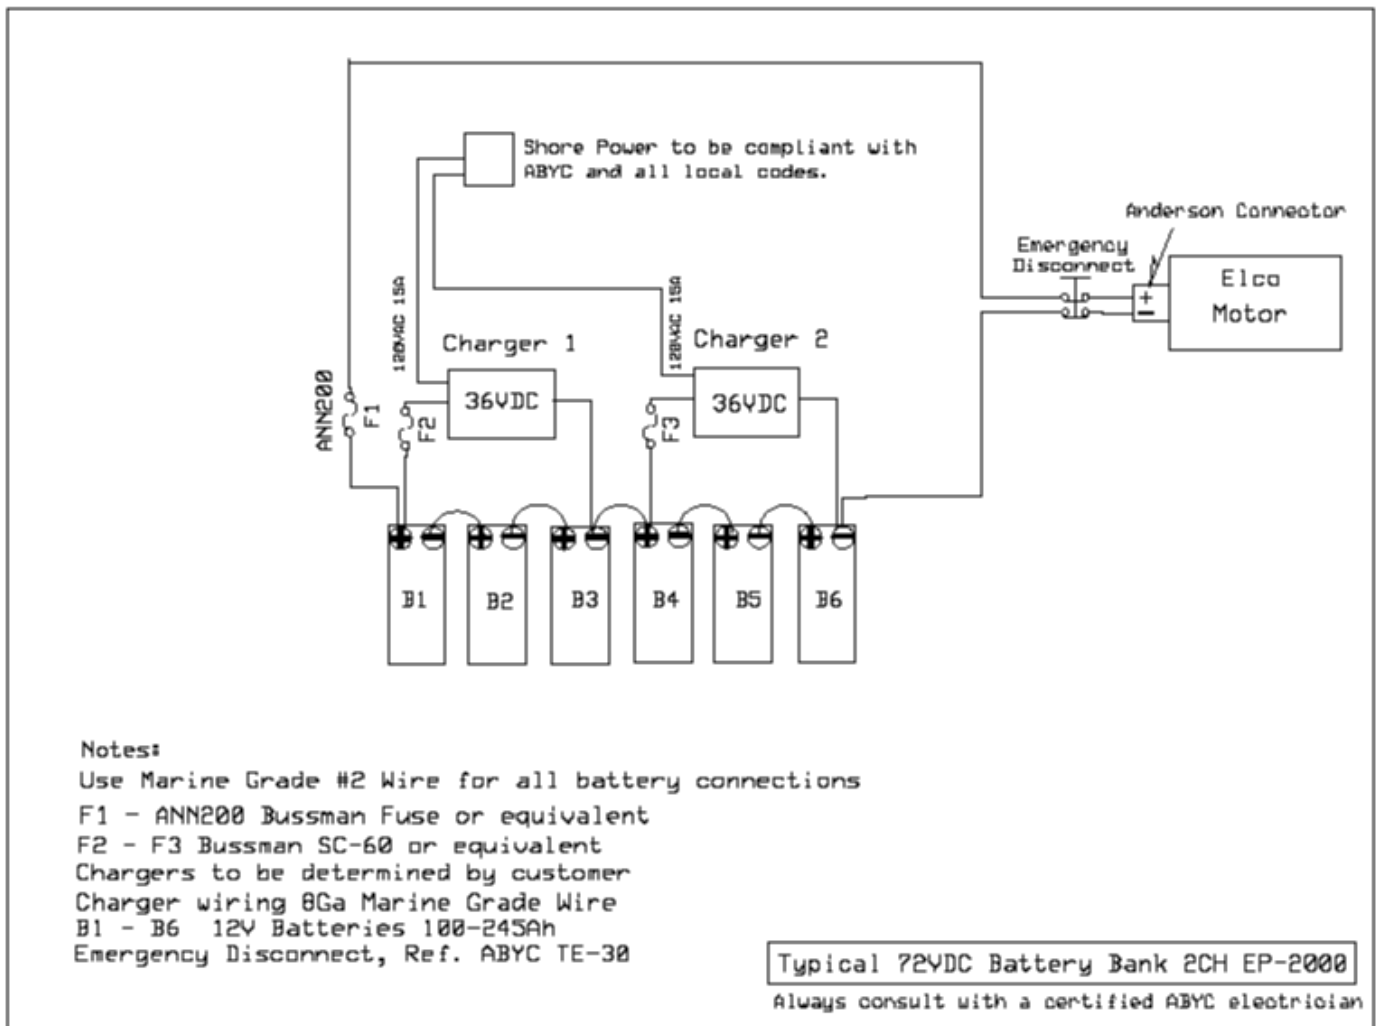 Shore Power to be compliant with
ABYC and all local codes.
Anderson Connector
Emergency
Disconnect
+
-
Elco
Motor
120VAC 15A
120VAC 15A
Charger 1
Charger 2
36VDC
36VDC
ANN200
F1
F2
F3
+ - + - + - + - + - + -
B1 B2 B3 B4 B5 B6
Notes:
Use Marine Grade #2 Wire for all battery connections
F1 - ANN200 Bussman Fuse or equivalent
F2 - F3 Bussman SC-60 or equivalent
Chargers to be determined by customer
Charger wiring 8Ga Marine Grade Wire
B1 - B6 12V Batteries 100-245Ah
Emergency Disconnect, Ref. ABYC TE-30
Typical 72VDC Battery Bank 2CH EP-2000
Always consult with a certified ABYC electrician